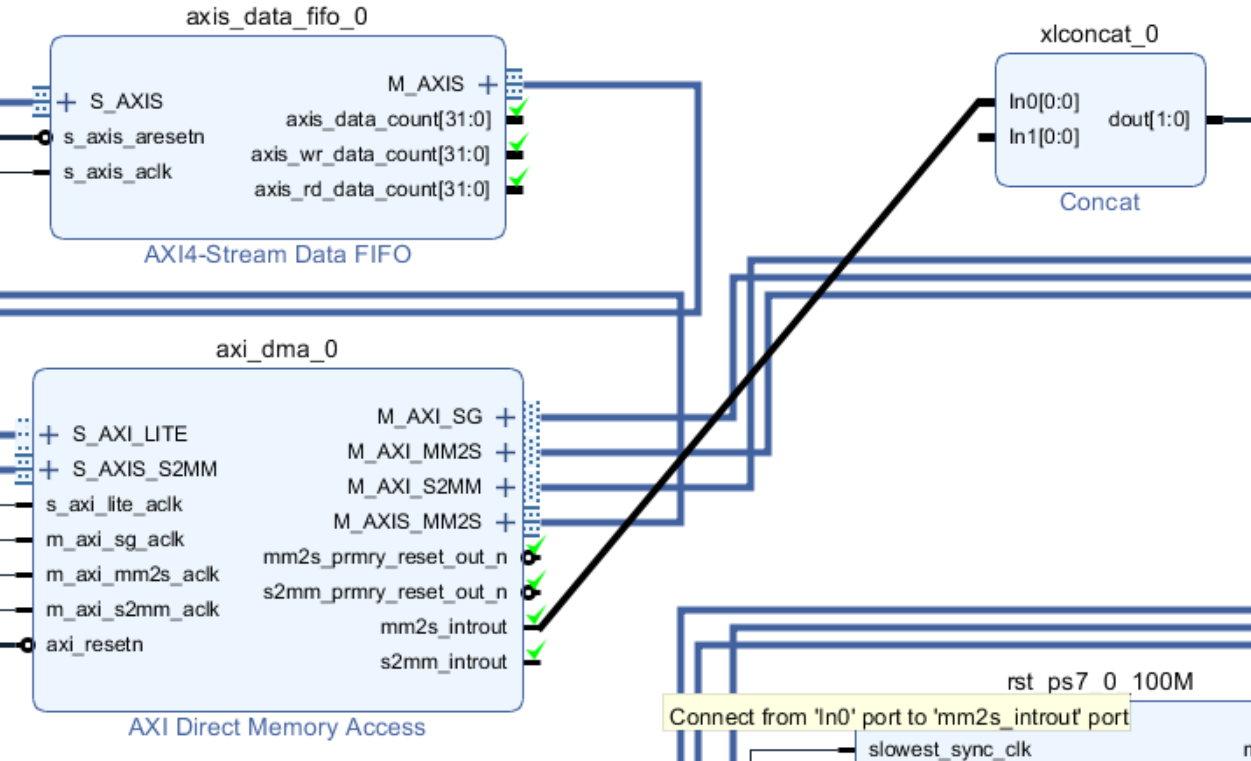 axis_data_fifo_0
S_AXIS
s_axis_aresetn
s_axis_aclk
M_AXIS
axis_data_count[31:0]
axis_wr_data_count[31:0]
axis_rd_data_count[31:0]
AXI4-Stream Data FIFO
xlconcat_0
In0[0:0]
In1[0:0]
dout[1:0]
Concat
axi_dma_0
S_AXI_LITE
S_AXIS_S2MM
s_axi_lite_aclk
m_axi_sg_aclk
m_axi_mm2s_aclk
m_axi_s2mm_aclk
axi_resetn
M_AXI_SG
M_AXI_MM2S
M_AXI_S2MM
M_AXIS_MM2S
mm2s_prmry_reset_out_n
s2mm_prmry_reset_out_n
mm2s_introut
s2mm_introut
AXI Direct Memory Access
rst_ps7_0_100M
Connect from 'In0' port to 'mm2s_introut' port
slowest_sync_clk